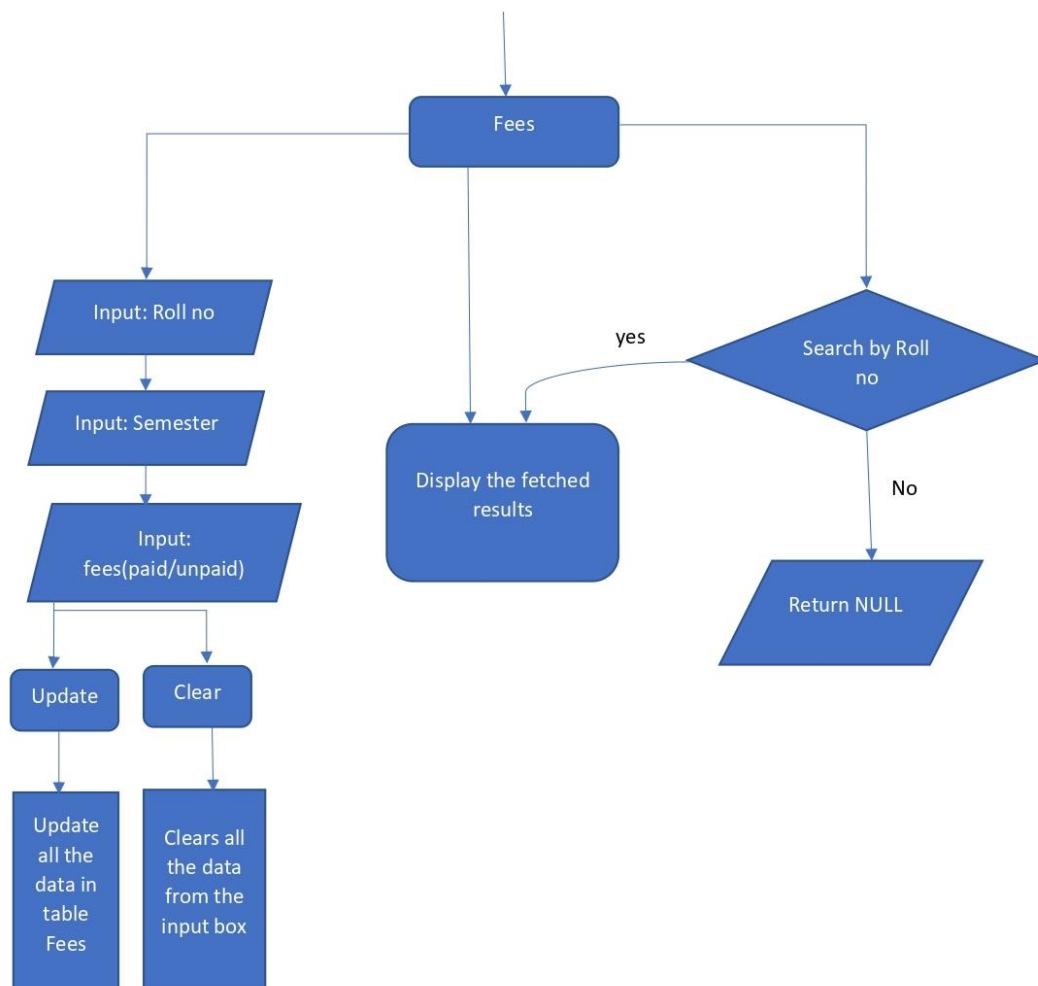 Fees
Input: Roll no
Search by Roll
no
yes
Input: Semester
Display the fetched
results
No
Input:
fees(paid/unpaid)
Return NULL
Update
Clear
Update
all the
data in
table
Fees
Clears all
the data
from the
input box